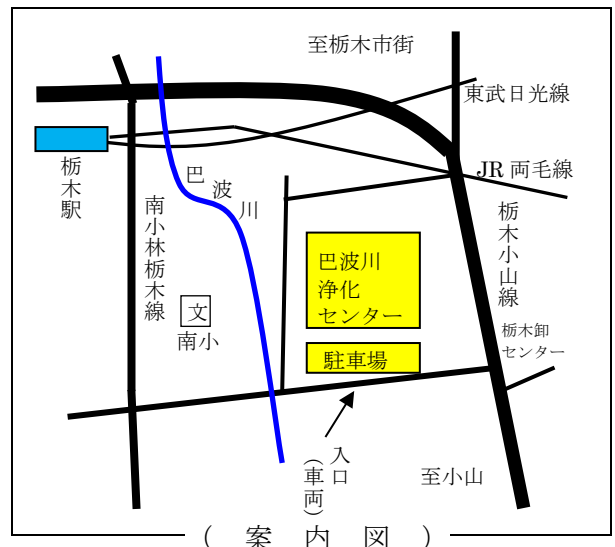 至栃木市街
東武日光線
栃木駅
JR両毛線
巴波川
南小林栃木線
栃木小山線
巴波川
浄化
センター
文
南小
栃木卸
センター
駐車場
入口
（車両）
至小山
（案内図）